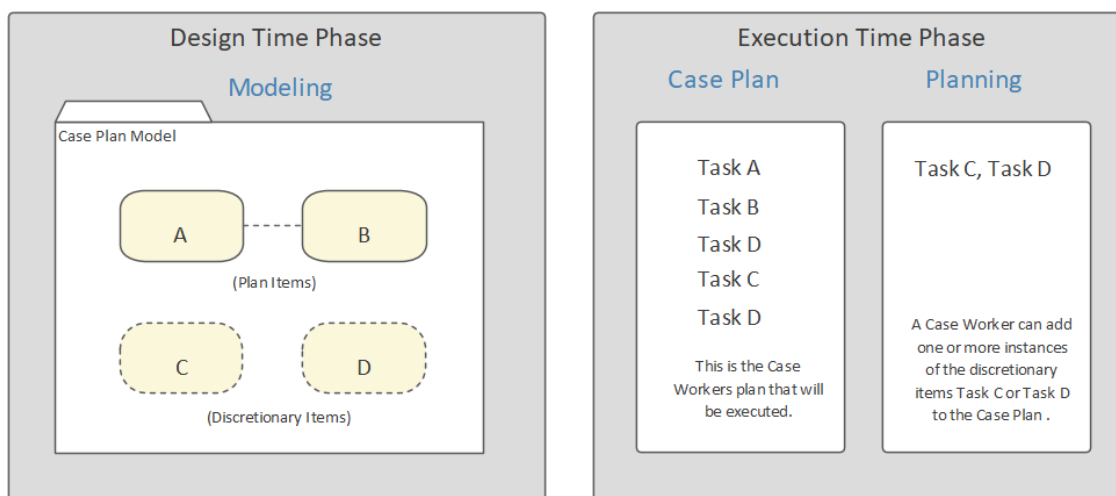 Design Time Phase
Modeling
Case Plan Model
A
B
(Plan Items)
C
D
(Discretionary Items)
Execution Time Phase
Case Plan
Task A
Task B
Task D
Task C
Task D
This is the Case
Workers plan that will
be executed.
Planning
Task C, Task D
A Case Worker can add
one or more instances
of the discretionary
items Task C or Task D
to the Case Plan .